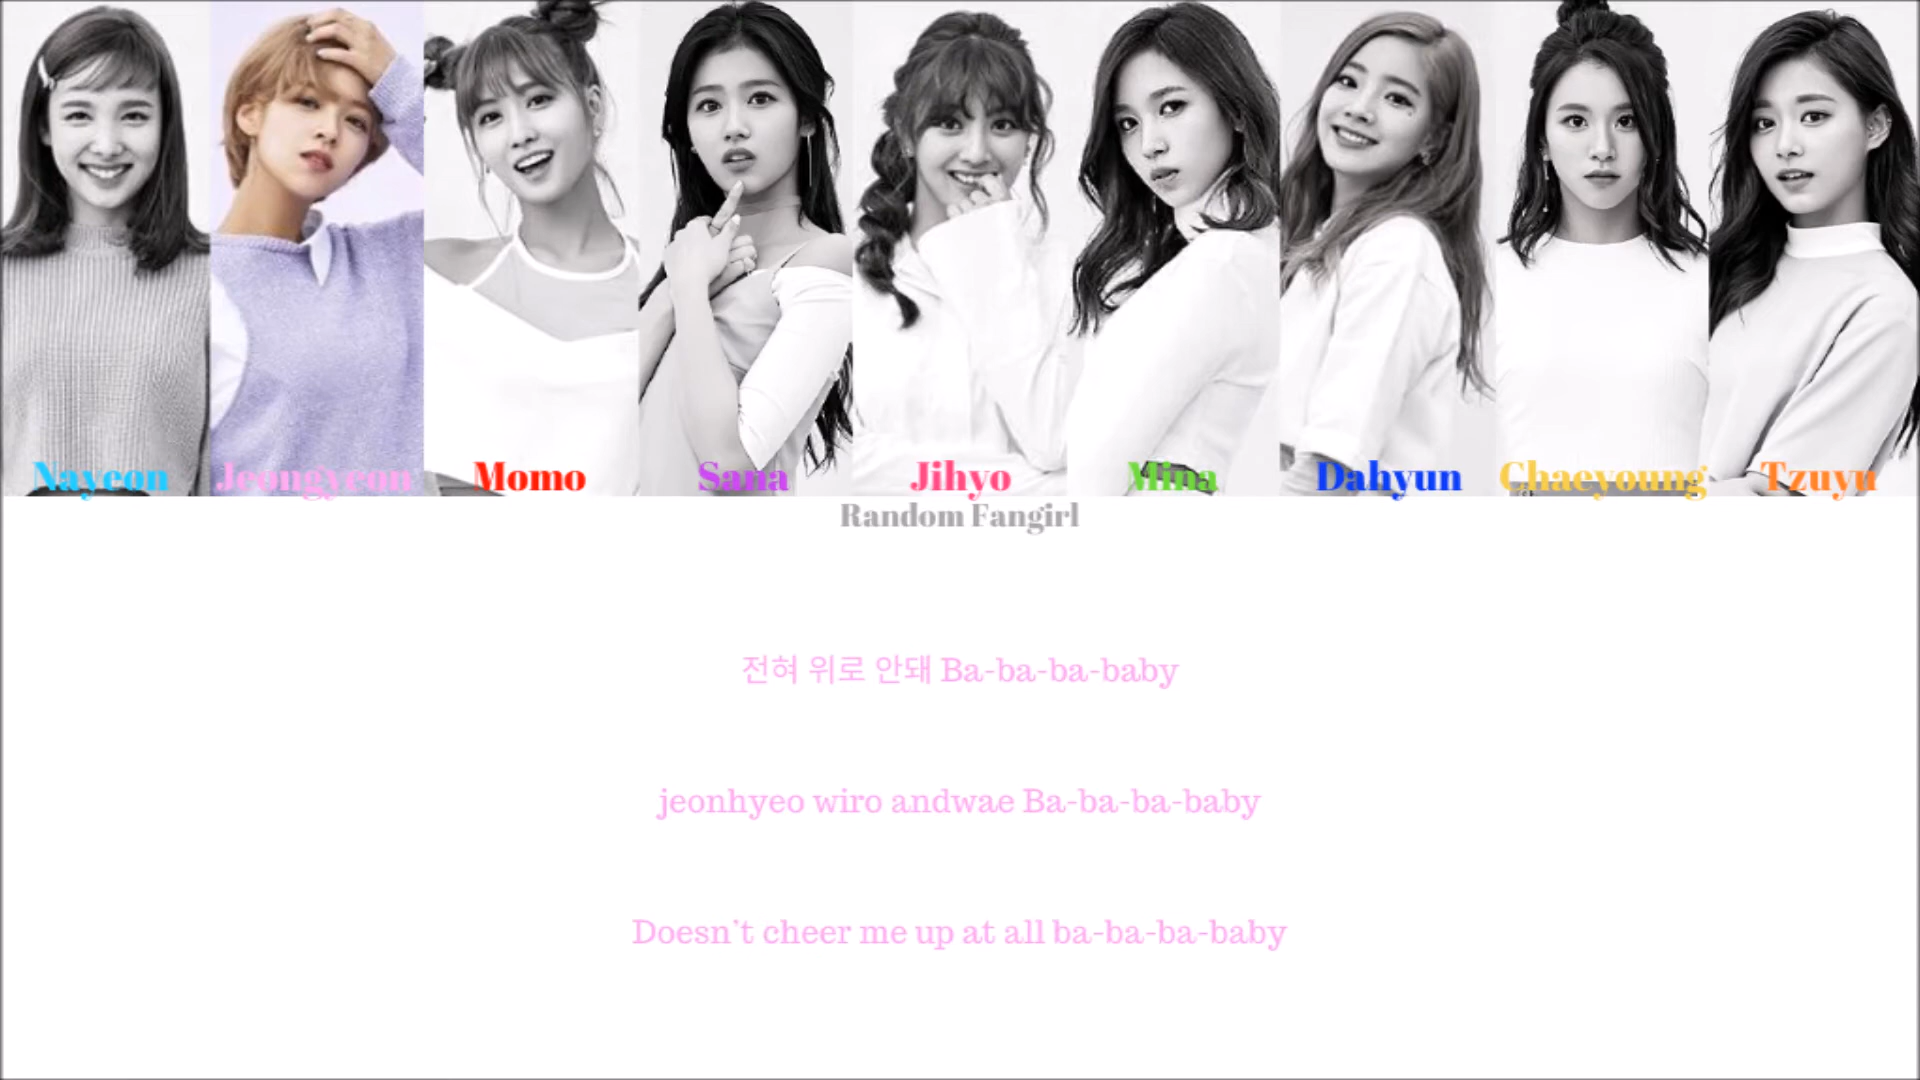 Nayeon Jeongyeon Momo Sana Jihyo Mina Dahyun Chaeyoung Tzuyu
Random Fangirl
전혀 위로 안돼 Ba-ba-ba-baby
jeonhyeo wiro andwae Ba-ba-ba-baby
Doesn't cheer me up at all ba-ba-ba-baby